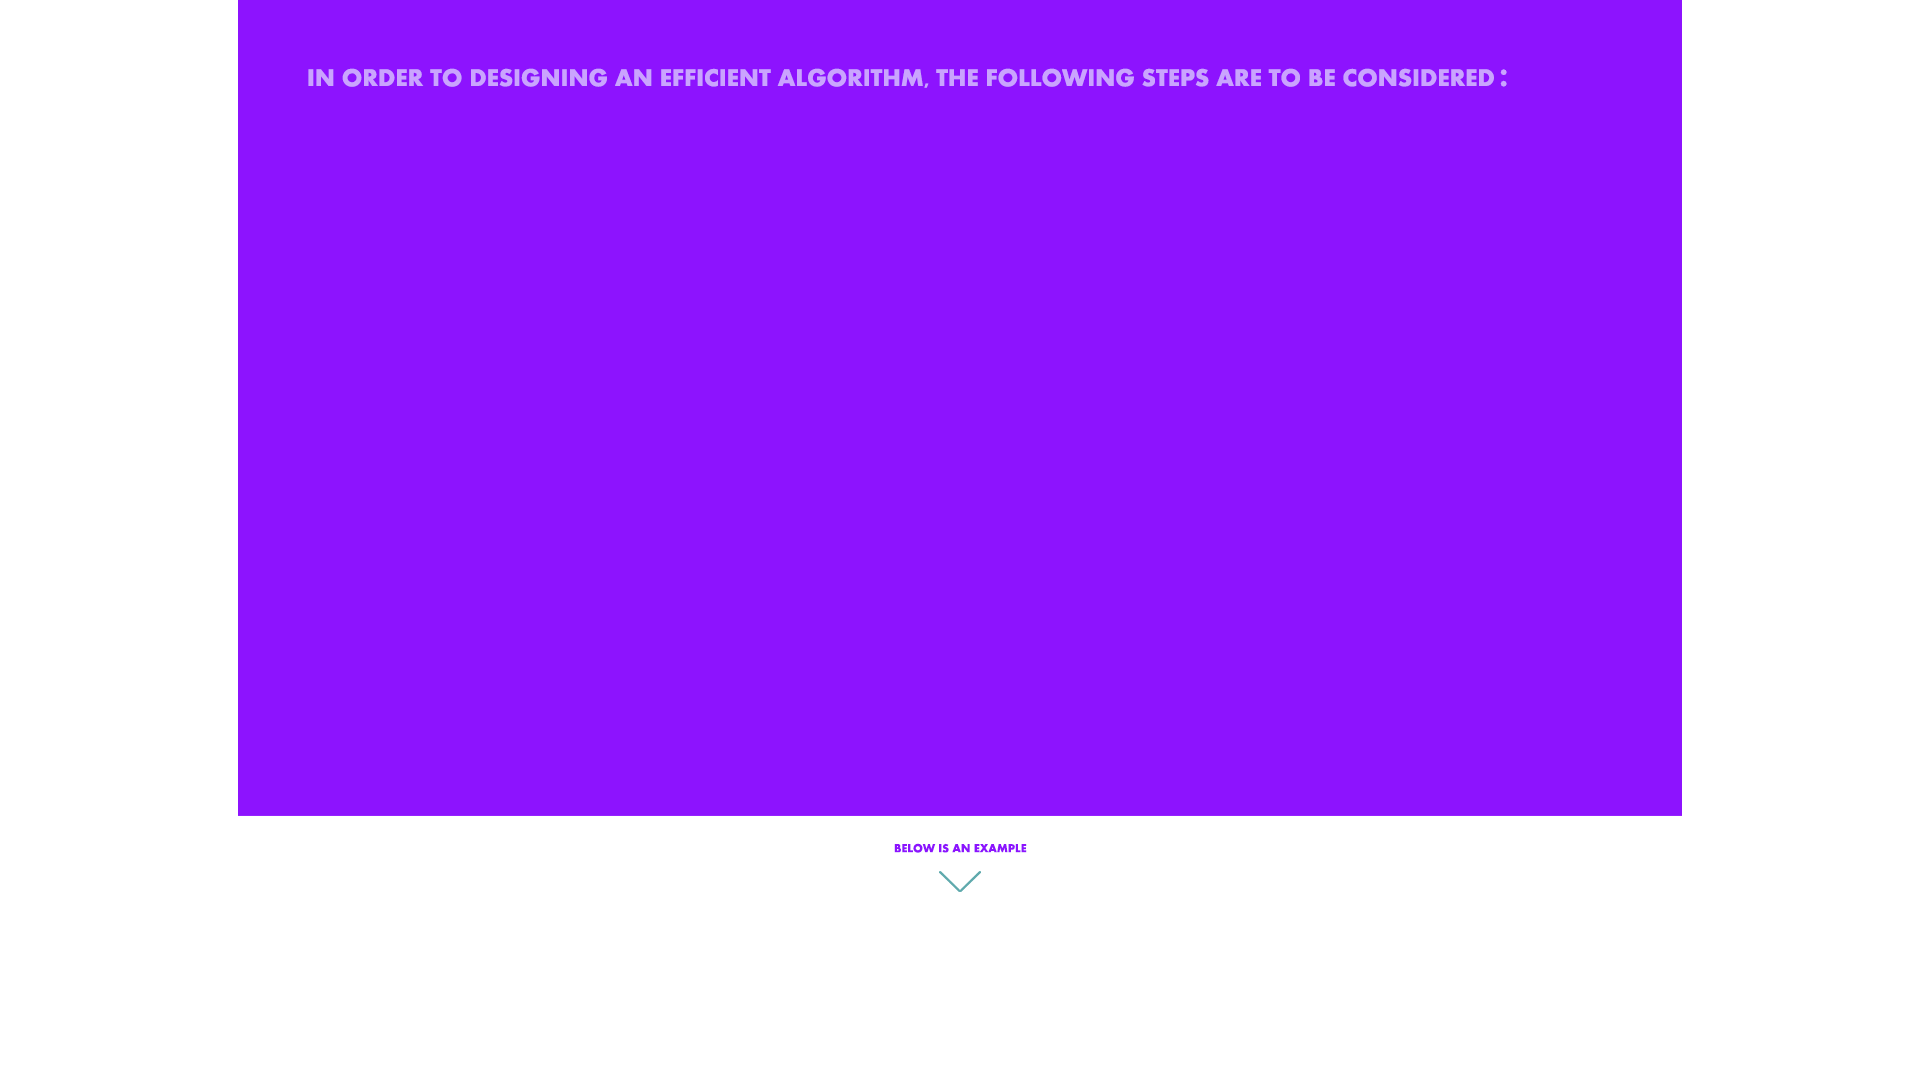 IN ORDER TO DESIGNING AN EFFICIENT ALGORITHM, THE FOLLOWING STEPS ARE TO BE CONSIDERED :
BELOW IS AN EXAMPLE